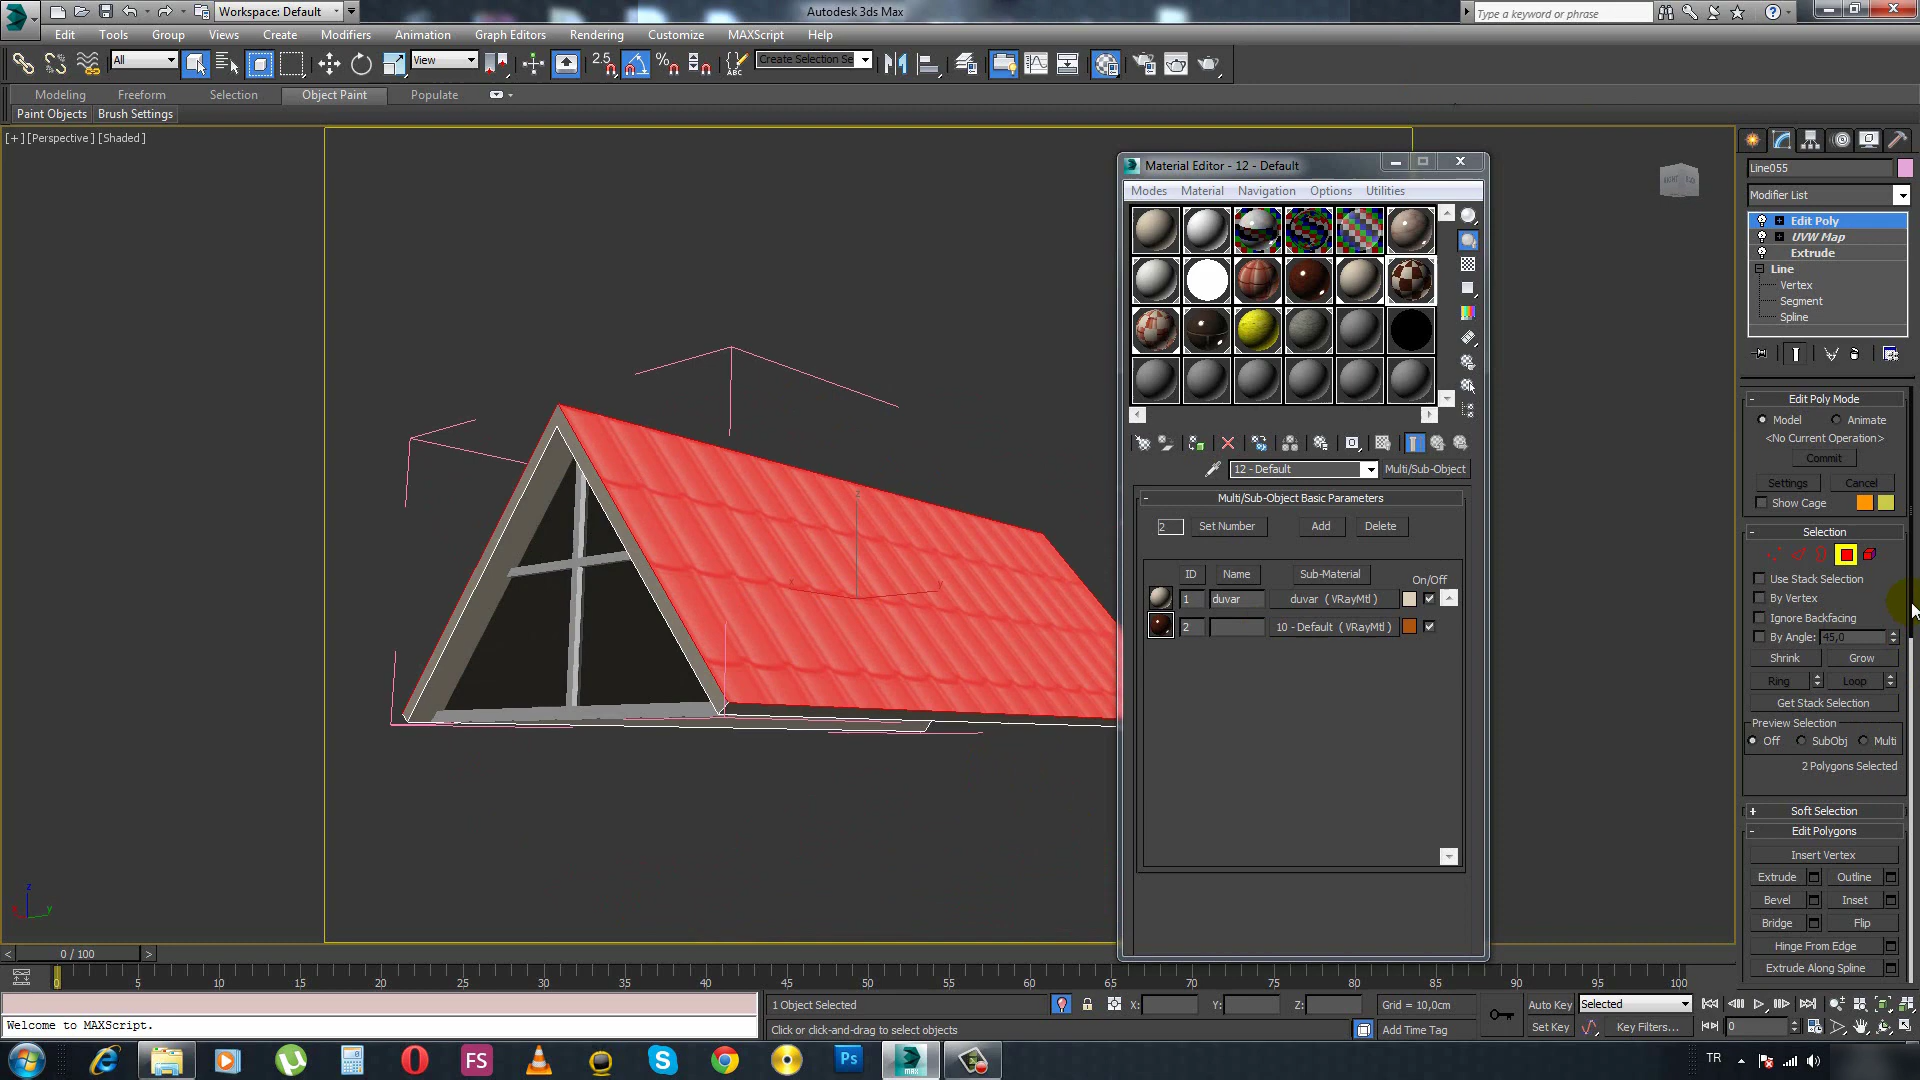 Workspace: Default
Autodesk 3ds Max
Type a keyword or phrase
Edit Tools Group Views Create Modifiers Animation Graph Editors Rendering Customize MAXScript Help
All
View
2.5
Create Selection Se
Modeling Freeform Selection Object Paint Populate
Paint Objects Brush Settings
[+] [Perspective] [Shaded]
Material Editor - 12 - Default
Modes Material Navigation Options Utilities
12 - Default
Multi/Sub-Object
Multi/Sub-Object Basic Parameters
2 Set Number Add Delete
ID Name Sub-Material On/Off
1 duvar duvar ( VRayMtl )
2 10 - Default ( VRayMtl )
Line055
Modifier List
Edit Poly
UVW Map
Extrude
Line
Vertex
Segment
Spline
Edit Poly Mode
Model Animate
<No Current Operation>
Commit
Settings Cancel
Show Cage
Selection
Use Stack Selection
By Vertex
Ignore Backfacing
By Angle: 45,0
Shrink Grow
Ring Loop
Get Stack Selection
Preview Selection
Off SubObj Multi
2 Polygons Selected
Soft Selection
Edit Polygons
Insert Vertex
Extrude Outline
Bevel Inset
Bridge Flip
Hinge From Edge
Extrude Along Spline
z
x
y
z
y
0 / 100
0 5 10 15 20 25 30 35 40 45 50 55 60 65 70 75 80 85 90 95 100
1 Object Selected
X: Y: Z:
Grid = 10,0cm
Auto Key Selected
Welcome to MAXScript.
Click or click-and-drag to select objects
Add Time Tag
Set Key Key Filters...
0
FS
Ps
MAX
TR